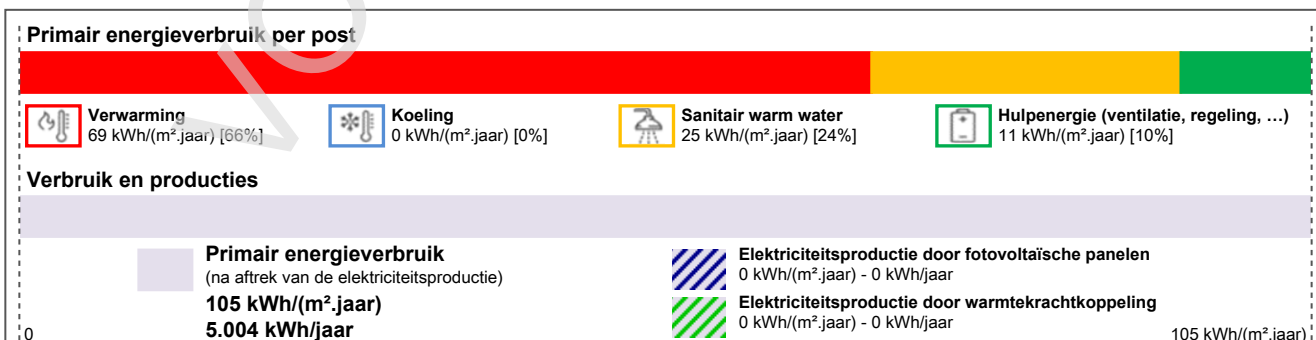 Primair energieverbruik per post
Verwarming
69 kWh/(m².jaar) [66%]
Koeling
0 kWh/(m².jaar) [0%]
Sanitair warm water
25 kWh/(m².jaar) [24%]
Hulpenergie (ventilatie, regeling, …)
11 kWh/(m².jaar) [10%]
Verbruik en producties
Primair energieverbruik
(na aftrek van de elektriciteitsproductie)
105 kWh/(m².jaar)
5.004 kWh/jaar
Elektriciteitsproductie door fotovoltaïsche panelen
0 kWh/(m².jaar) - 0 kWh/jaar
Elektriciteitsproductie door warmtekrachtkoppeling
0 kWh/(m².jaar) - 0 kWh/jaar
0
105 kWh/(m².jaar)